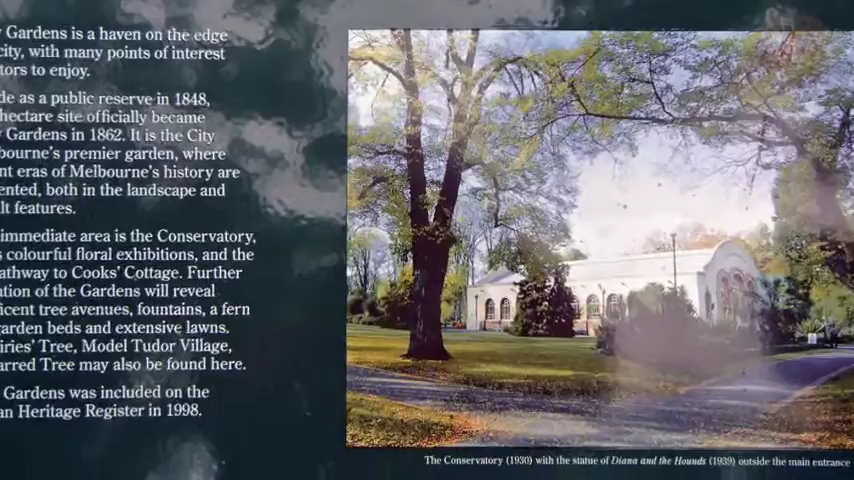 Gardens is a haven on the edge
city, with many points of interest
tors to enjoy.
de as a public reserve in 1848,
hectare site officially became
Gardens in 1862. It is the City
bourne's premier garden, where
nt eras of Melbourne's history are
ented, both in the landscape and
lt features.
immediate area is the Conservatory,
s colourful floral exhibitions, and the
athway to Cooks' Cottage. Further
tion of the Gardens will reveal
ficent tree avenues, fountains, a fern
garden beds and extensive lawns.
iries' Tree, Model Tudor Village,
arred Tree may also be found here.
Gardens was included on the
an Heritage Register in 1998.
The Conservatory (1930) with the statue of Diana and the Hounds (1939) outside the main entrance